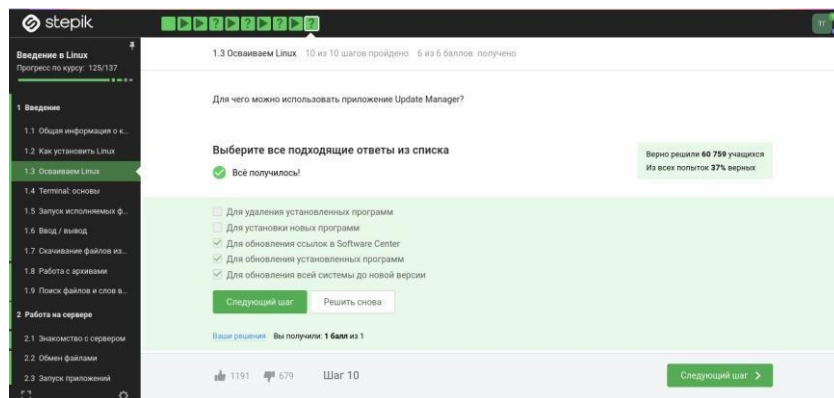 stepik
ТГ
Введение в Linux
Прогресс по курсу: 125/137
1.3 Осваиваем Linux 10 из 10 шагов пройдено 6 из 6 баллов получено
1 Введение
1.1 Общая информация о к...
1.2 Как установить Linux
1.3 Осваиваем Linux
1.4 Terminal: основы
1.5 Запуск исполняемых ф...
1.6 Ввод / вывод
1.7 Скачивание файлов из...
1.8 Работа с архивами
1.9 Поиск файлов и слов в...
2 Работа на сервере
2.1 Знакомство с сервером
2.2 Обмен файлами
2.3 Запуск приложений
Для чего можно использовать приложение Update Manager?
Выберите все подходящие ответы из списка
Всё получилось!
Верно решили 60 759 учащихся
Из всех попыток 37% верных
Для удаления установленных программ
Для установки новых программ
Для обновления ссылок в Software Center
Для обновления установленных программ
Для обновления всей системы до новой версии
Следующий шаг Решить снова
Ваши решения Вы получили: 1 балл из 1
1191 679 Шаг 10 Следующий шаг